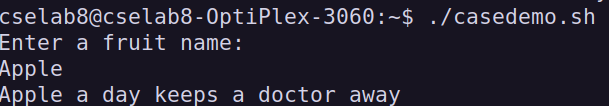 cselab8@cselab8-OptiPlex-3060:~$ ./casedemo.sh
Enter a fruit name:
Apple
Apple a day keeps a doctor away